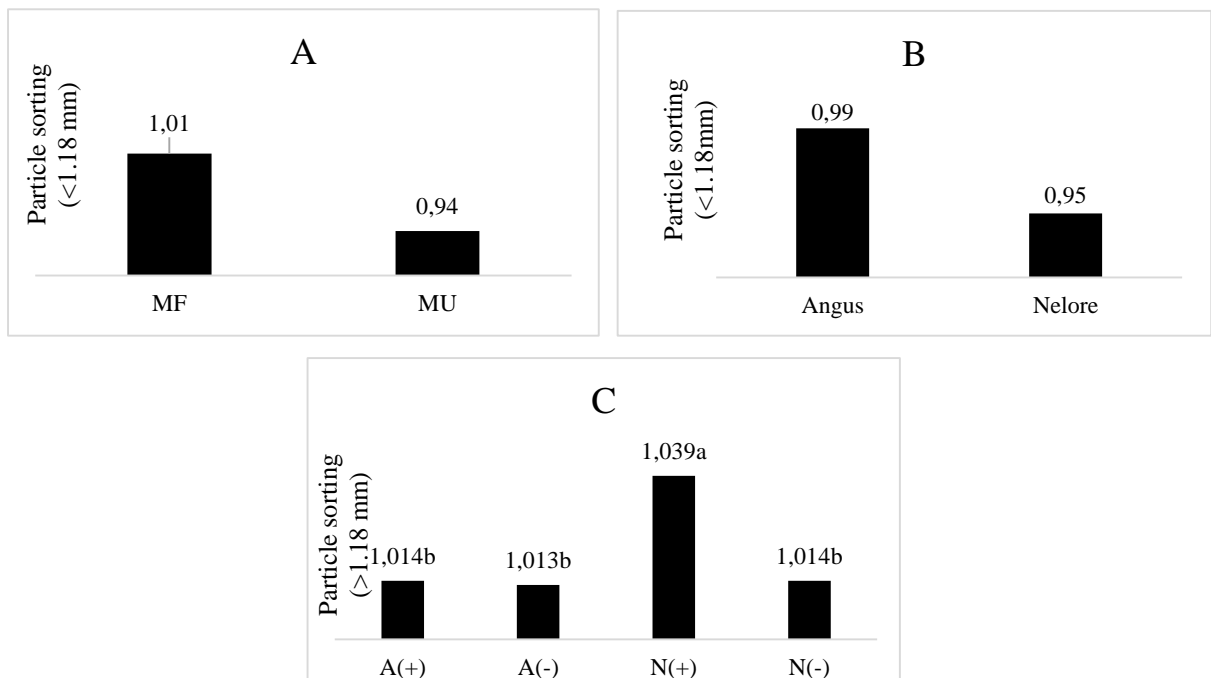 A
Particle sorting
(<1.18 mm)
1,01
0,94
MF
MU
B
Particle sorting
(<1.18mm)
0,99
0,95
Angus
Nelore
C
Particle sorting
(>1.18 mm)
1,014b
1,013b
1,039a
1,014b
A(+)
A(-)
N(+)
N(-)